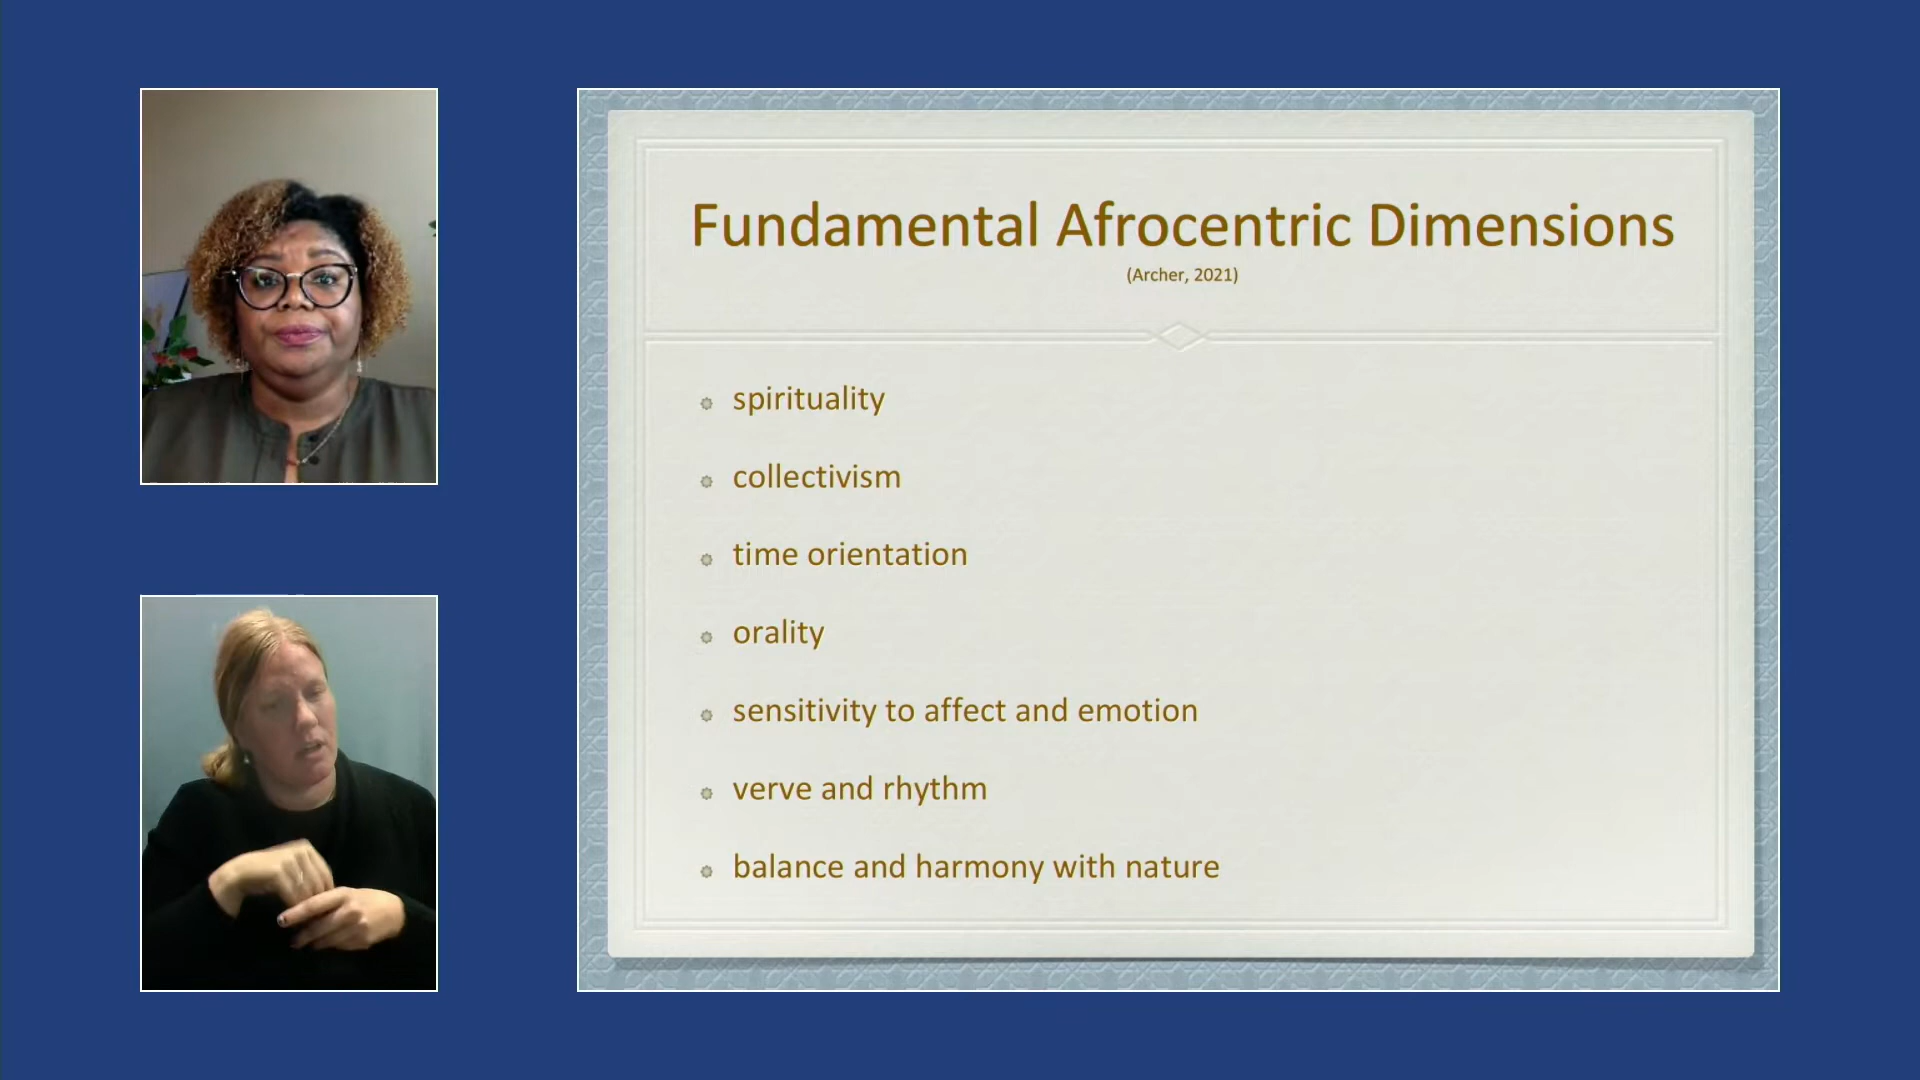 Fundamental Afrocentric Dimensions
(Archer, 2021)
spirituality
collectivism
time orientation
orality
sensitivity to affect and emotion
verve and rhythm
balance and harmony with nature